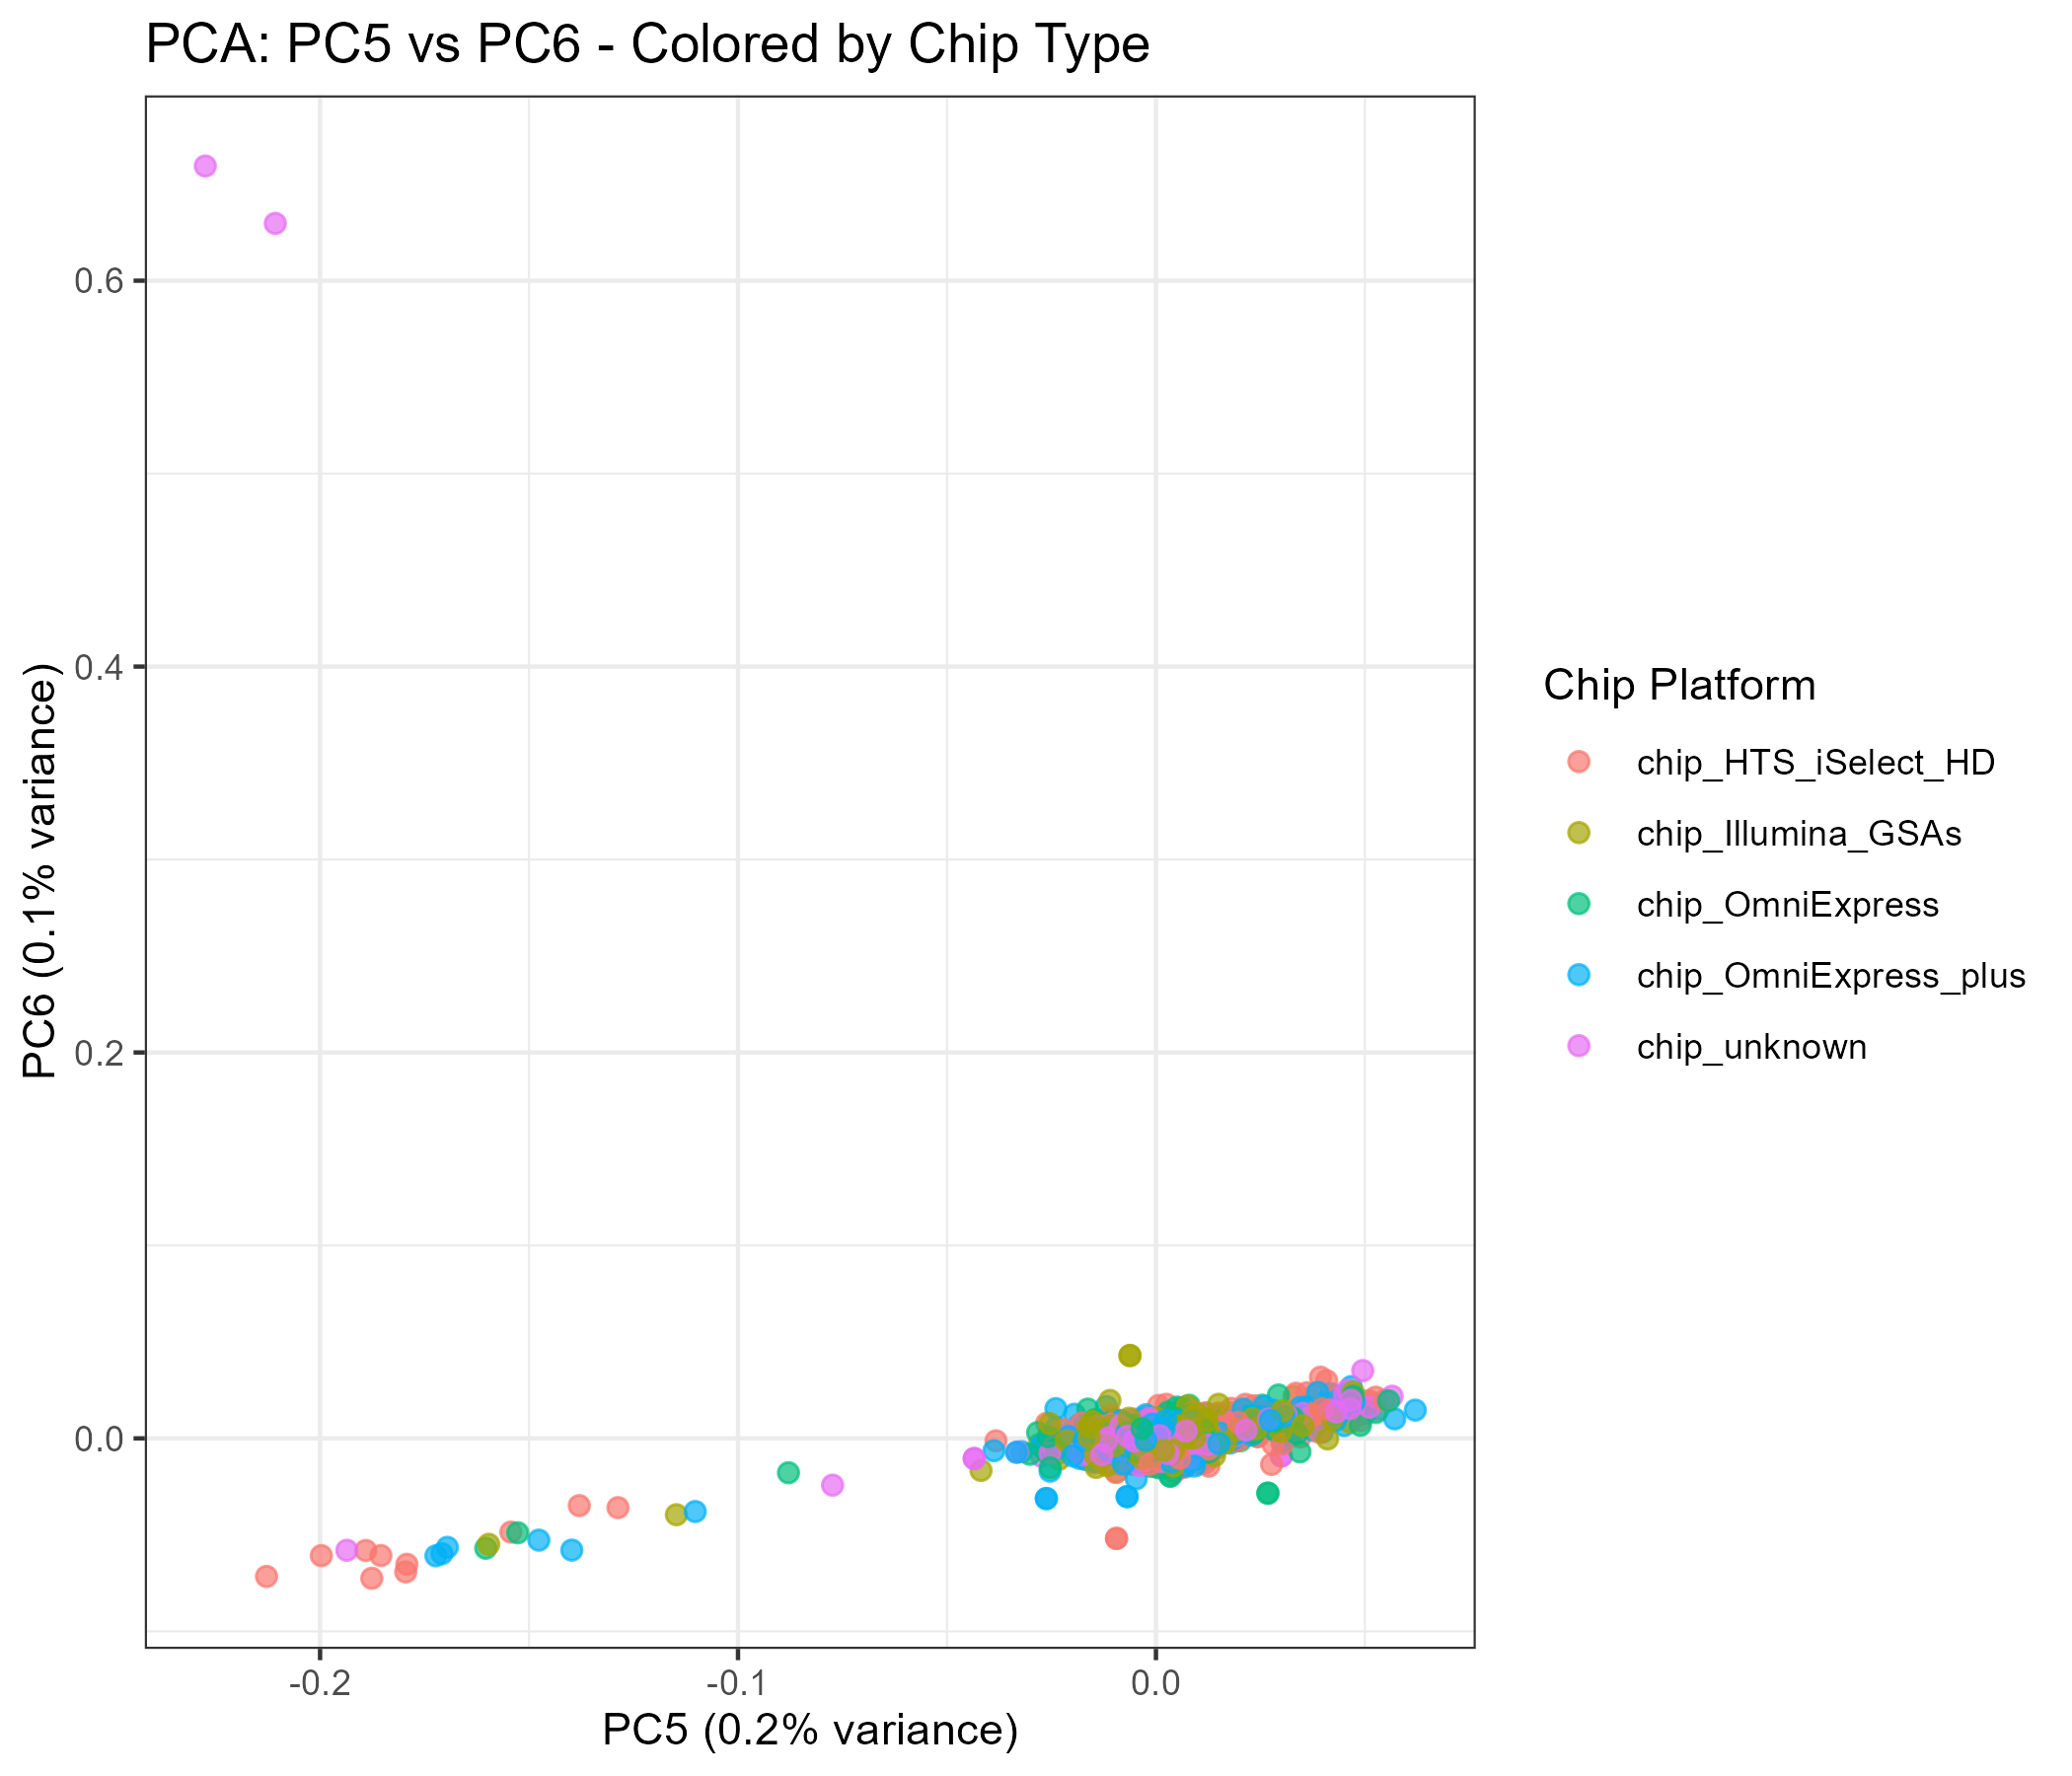 PCA: PC5 vs PC6 - Colored by Chip Type
PC6 (0.1% variance)
0.6
0.4
0.2
0.0
-0.2
-0.1
0.0
PC5 (0.2% variance)
Chip Platform
chip_HTS_iSelect_HD
chip_Illumina_GSAs
chip_OmniExpress
chip_OmniExpress_plus
chip_unknown